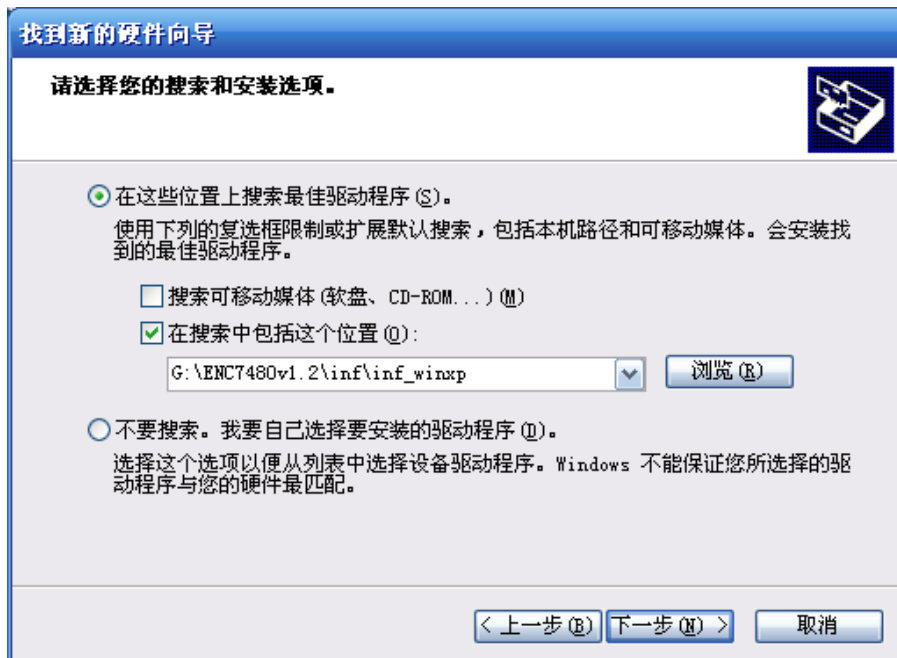 找到新的硬件向导
请选择您的搜索和安装选项。
在这些位置上搜索最佳驱动程序(S)。
使用下列的复选框限制或扩展默认搜索，包括本机路径和可移动媒体。会安装找
到的最佳驱动程序。
搜索可移动媒体(软盘、CD-ROM...)(M)
在搜索中包括这个位置(O):
G:\ENC7480v1.2\inf\inf_winxp
浏览(R)
不要搜索。我要自己选择要安装的驱动程序(D)。
选择这个选项以便从列表中选择设备驱动程序。Windows 不能保证您所选择的驱
动程序与您的硬件最匹配。
< 上一步(B) 下一步(N) > 取消